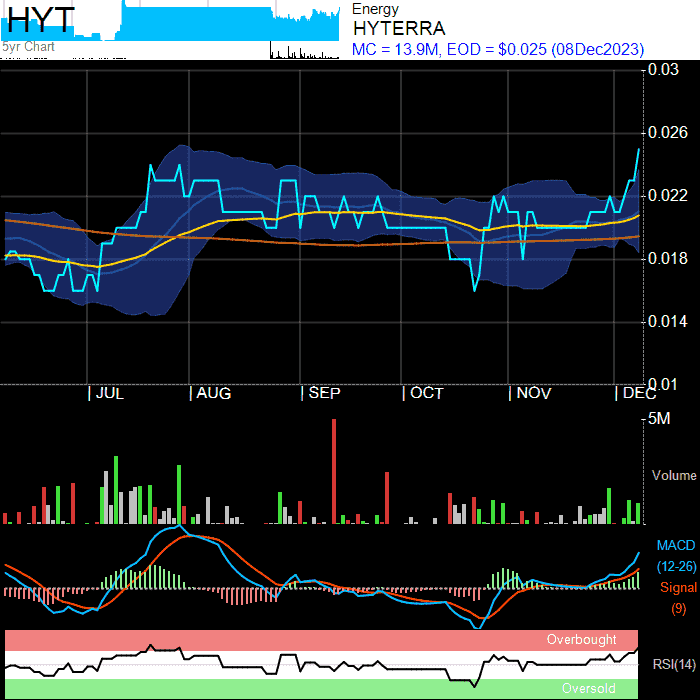 HYT
5yr Chart
Energy
HYTERRA
MC = 13.9M, EOD = $0.025 (08Dec2023)
0.03
0.026
0.022
0.018
0.014
0.01
JUL
AUG
SEP
OCT
NOV
DEC
5M
Volume
MACD
(12-26)
Signal
(9)
Overbought
RSI(14)
Oversold